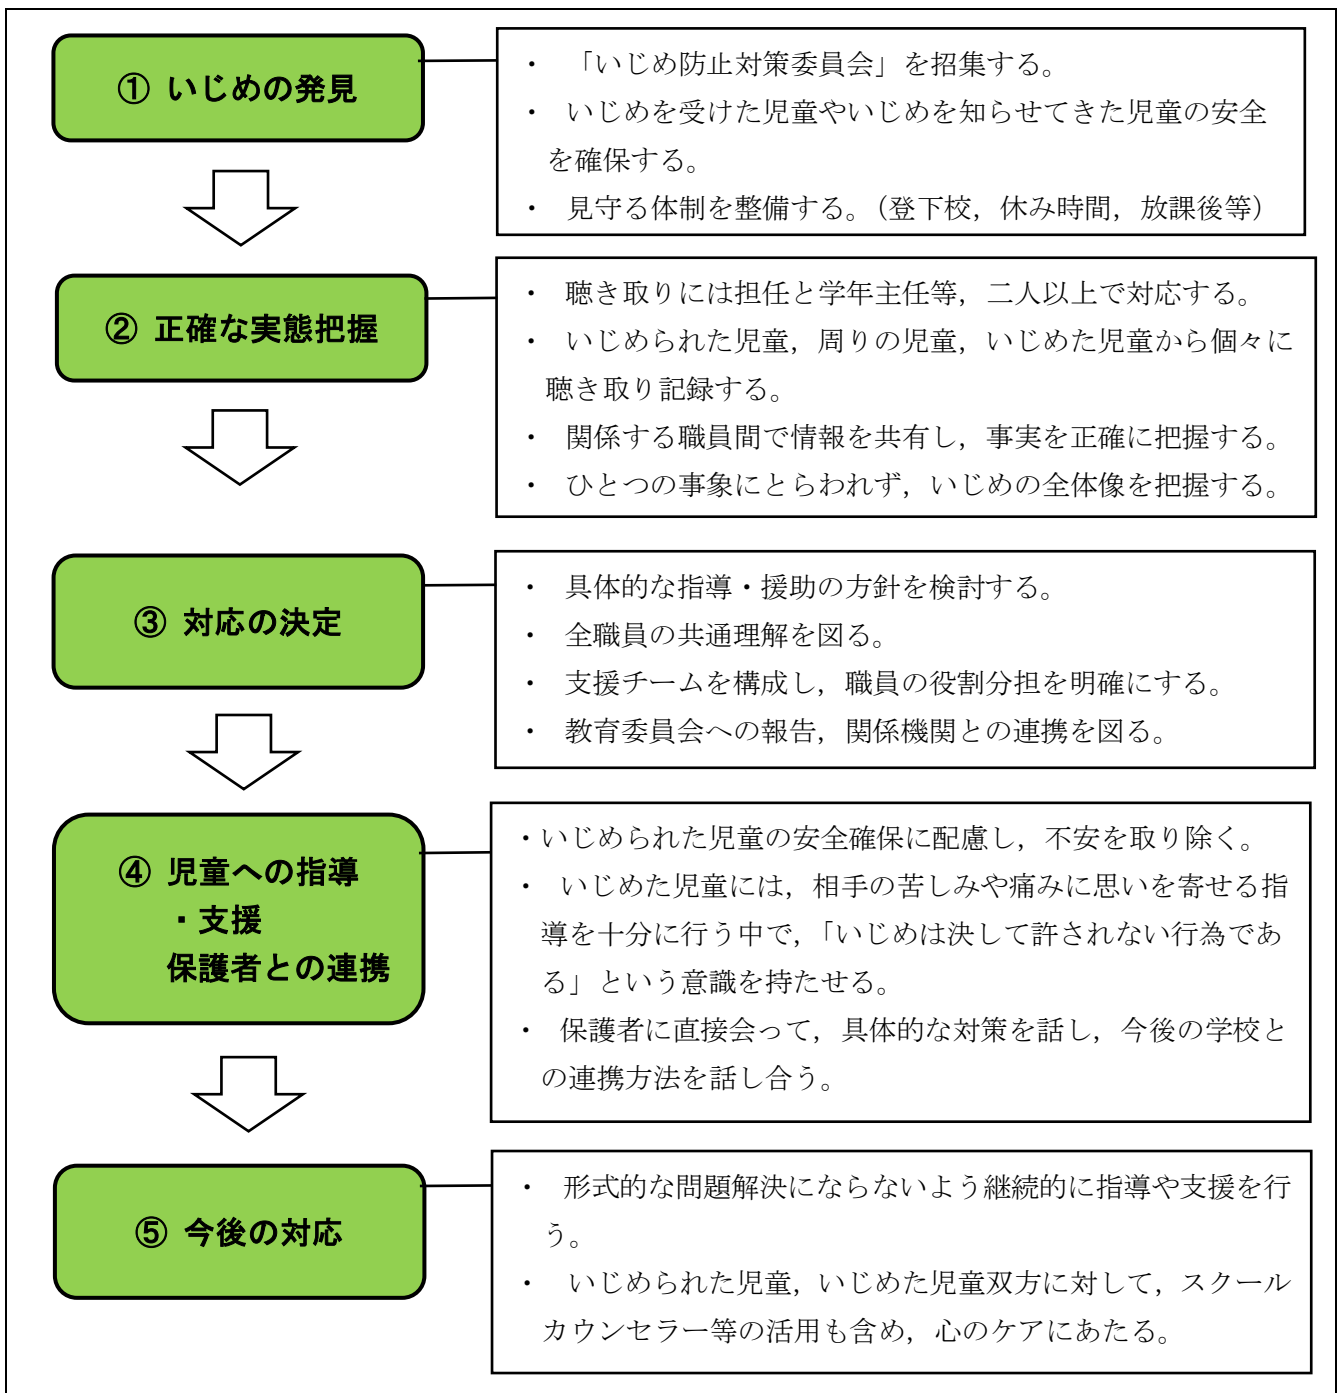 ① いじめの発見
・ 「いじめ防止対策委員会」を招集する。
・ いじめを受けた児童やいじめを知らせてきた児童の安全
を確保する。
・ 見守る体制を整備する。（登下校，休み時間，放課後等）
② 正確な実態把握
・ 聴き取りには担任と学年主任等，二人以上で対応する。
・ いじめられた児童，周りの児童，いじめた児童から個々に
聴き取り記録する。
・ 関係する職員間で情報を共有し，事実を正確に把握する。
・ ひとつの事象にとらわれず，いじめの全体像を把握する。
③ 対応の決定
・ 具体的な指導・援助の方針を検討する。
・ 全職員の共通理解を図る。
・ 支援チームを構成し，職員の役割分担を明確にする。
・ 教育委員会への報告，関係機関との連携を図る。
④ 児童への指導
・支援
保護者との連携
・いじめられた児童の安全確保に配慮し，不安を取り除く。
・ いじめた児童には，相手の苦しみや痛みに思いを寄せる指
導を十分に行う中で，「いじめは決して許されない行為であ
る」という意識を持たせる。
・ 保護者に直接会って，具体的な対策を話し，今後の学校と
の連携方法を話し合う。
⑤ 今後の対応
・ 形式的な問題解決にならないよう継続的に指導や支援を行
う。
・ いじめられた児童，いじめた児童双方に対して，スクール
カウンセラー等の活用も含め，心のケアにあたる。